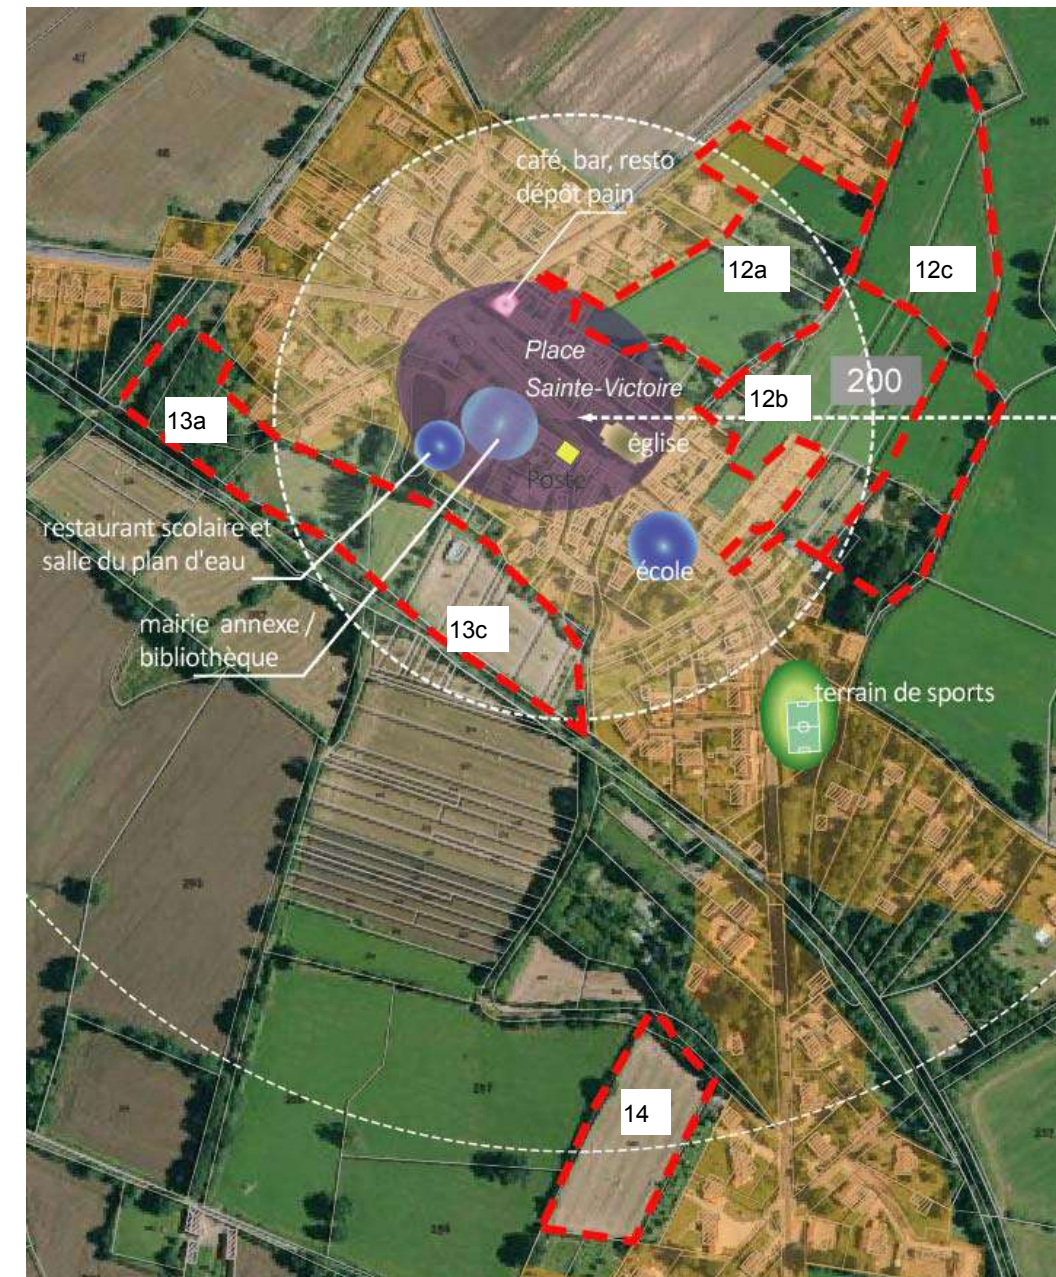 café, bar, resto
dépôt pain
12a
12c
Place
Sainte-Victoire
200
12b
13a
église
Poste
restaurant scolaire et
salle du plan d'eau
école
mairie annexe /
bibliothèque
13c
terrain de sports
14